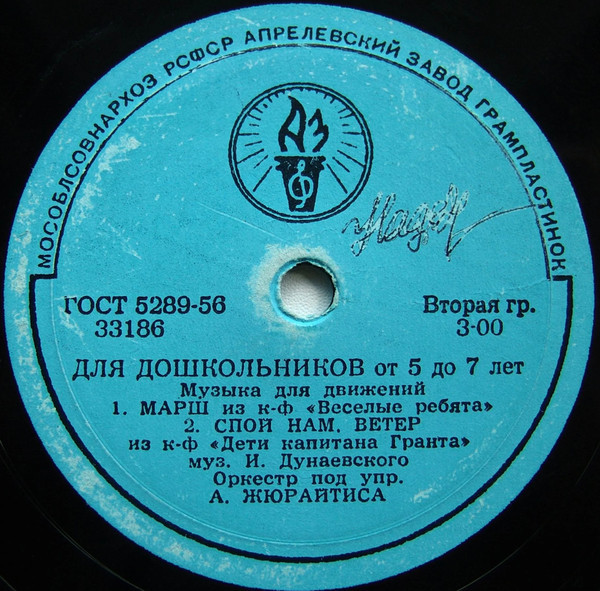 МОСОБЛСОВНАРХОЗ РСФСР АПРЕЛЕВСКИЙ ЗАВОД ГРАМПЛАСТИНОК
АЗ
ГОСТ 5289-56
33186
Вторая гр.
3-00
ДЛЯ ДОШКОЛЬНИКОВ от 5 до 7 лет
Музыка для движений
1. МАРШ из к-ф «Веселые ребята»
2. СПОЙ НАМ, ВЕТЕР
из к-ф «Дети капитана Гранта»
муз. И. Дунаевского
Оркестр под упр.
А. ЖЮРАЙТИСА